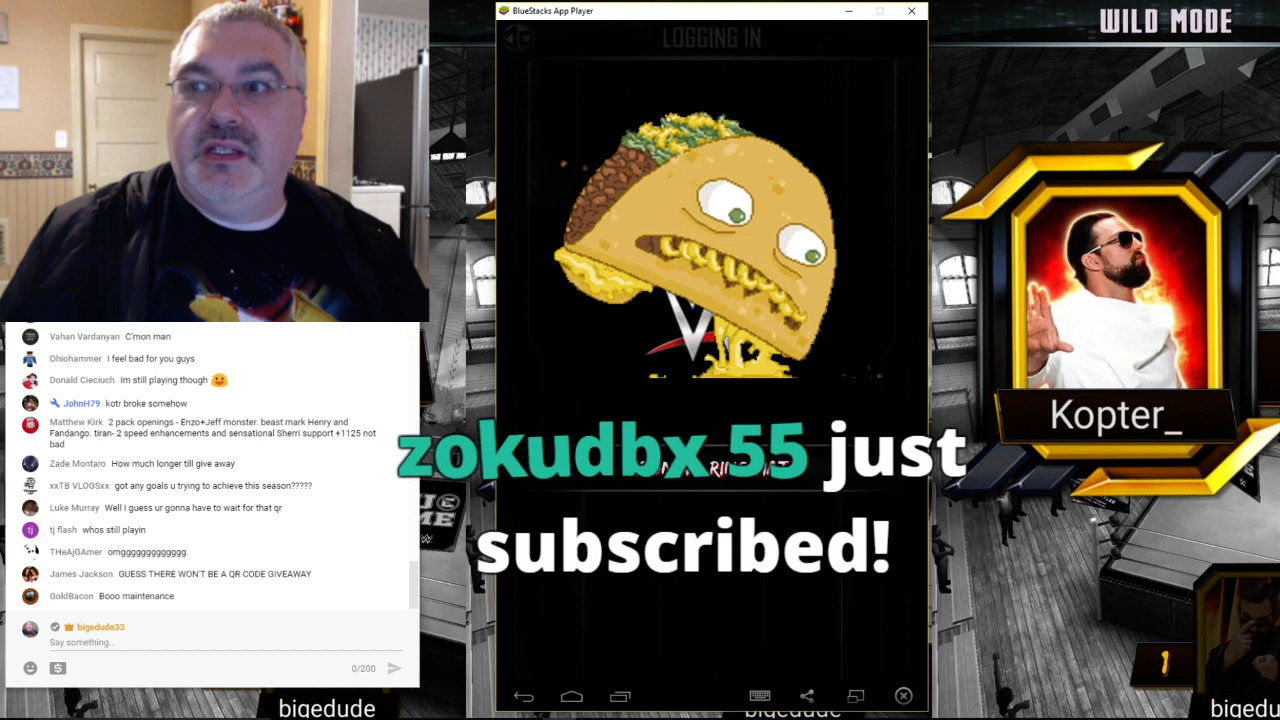 BlueStacks App Player
LOGGING IN
WILD MODE
Vahan Vardanyan C'mon man
Ohiohammer I feel bad for you guys
Donald Cieciuch Im still playing though
JohnH79 kotr broke somehow
Matthew Kirk 2 pack openings - Enzo+Jeff monster. beast mark Henry and
Fandango. tiran- 2 speed enhancements and sensational Sherri support +1125 not
bad
Zade Montaro How much longer till give away
xxTB VLOGSxx got any goals u trying to achieve this season?????
Luke Murray Well I guess ur gonna have to wait for that qr
tj flash whos still playin
THeAjGAmer omggggggggggggg.
James Jackson GUESS THERE WON'T BE A QR CODE GIVEAWAY
GoldBacon Booo maintenance
bigedude33
Say something...
0/200
zokudbx 55 just
subscribed!
Kopter_
1
bigedude
bigedude